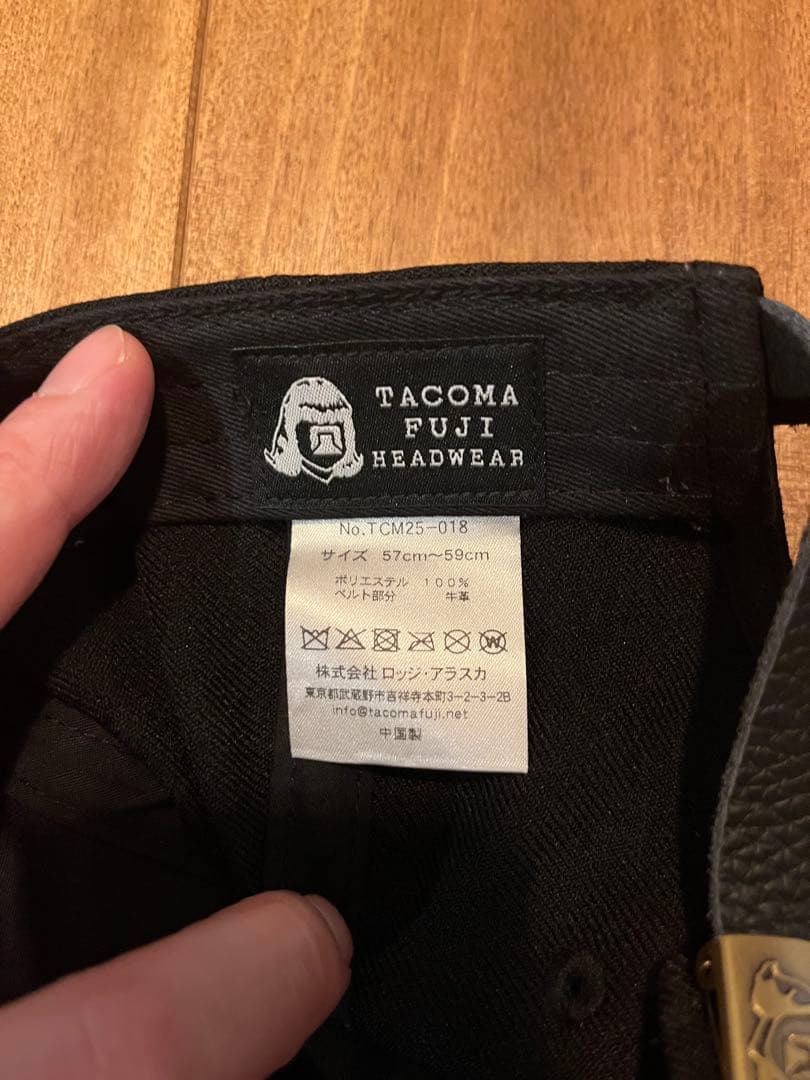 TACOMA
FUJI
HEADWEAR
No.TCM25-018
サイズ 57cm～59cm
ポリエステル 100%
ベルト部分 牛革
W
株式会社 ロッジ・アラスカ
東京都武蔵野市吉祥寺本町3-2-3-2B
info@tacomafuji.net
中国製